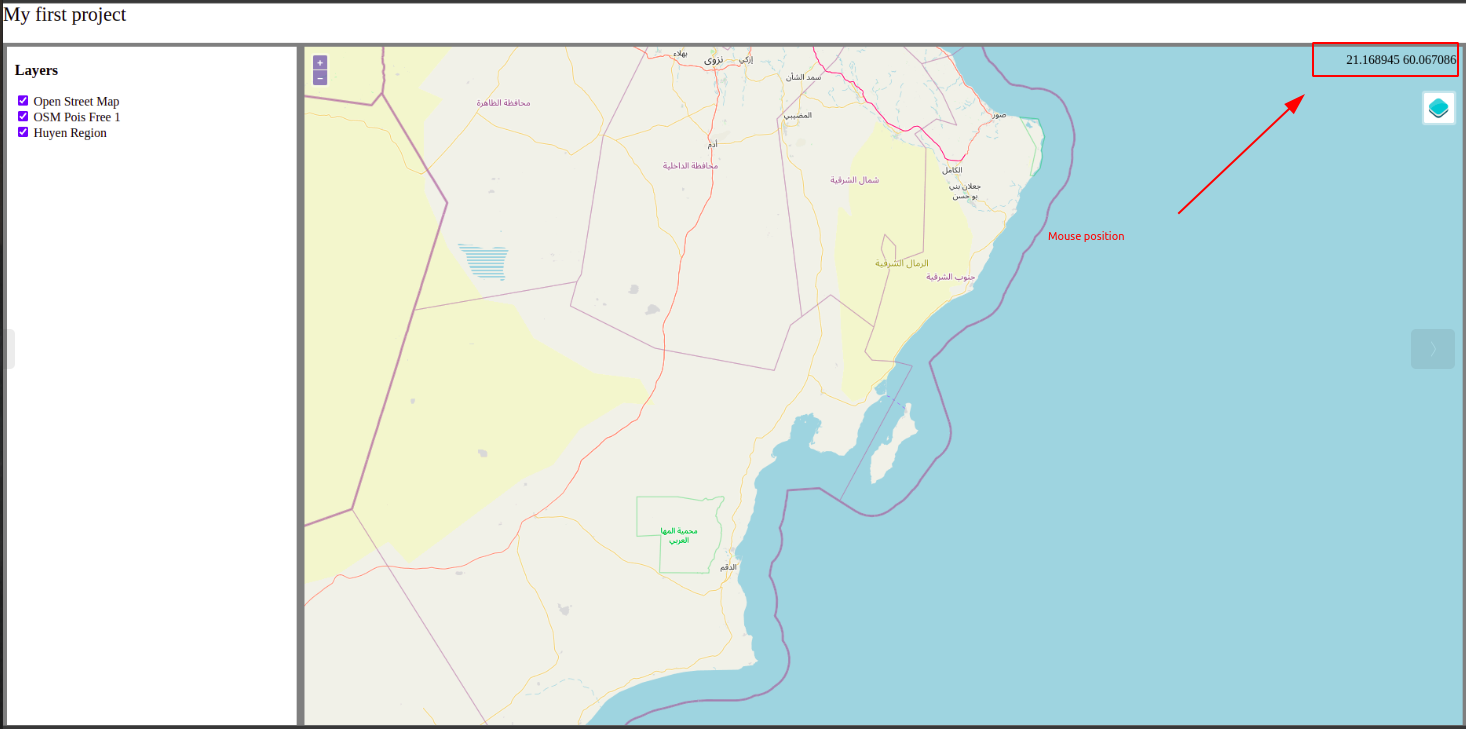 My first project
Layers
Open Street Map
OSM Pois Free 1
Huyen Region
+
−
21.168945 60.067086
Mouse position
بهلاء
نزوى
إزكي
سمد الشأن
محافظة الظاهرة
المضيبي
صور
أدم
محافظة الداخلية
الكامل
شمال الشرقية
جعلان بني
بو حسن
الرمال الشرقية
جنوب الشرقية
محمية المها
العربي
الدقم